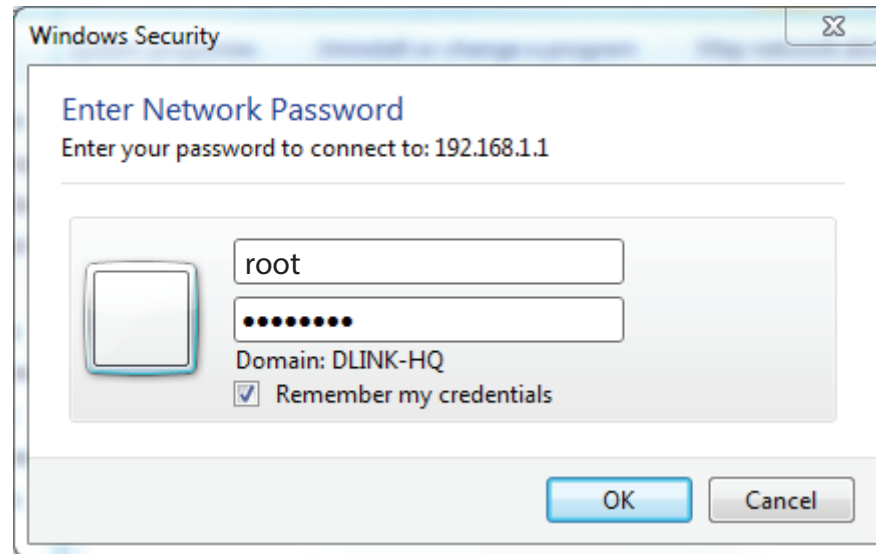 Windows Security
Enter Network Password
Enter your password to connect to: 192.168.1.1
root
●●●●●●●●
Domain: DLINK-HQ
Remember my credentials
OK
Cancel